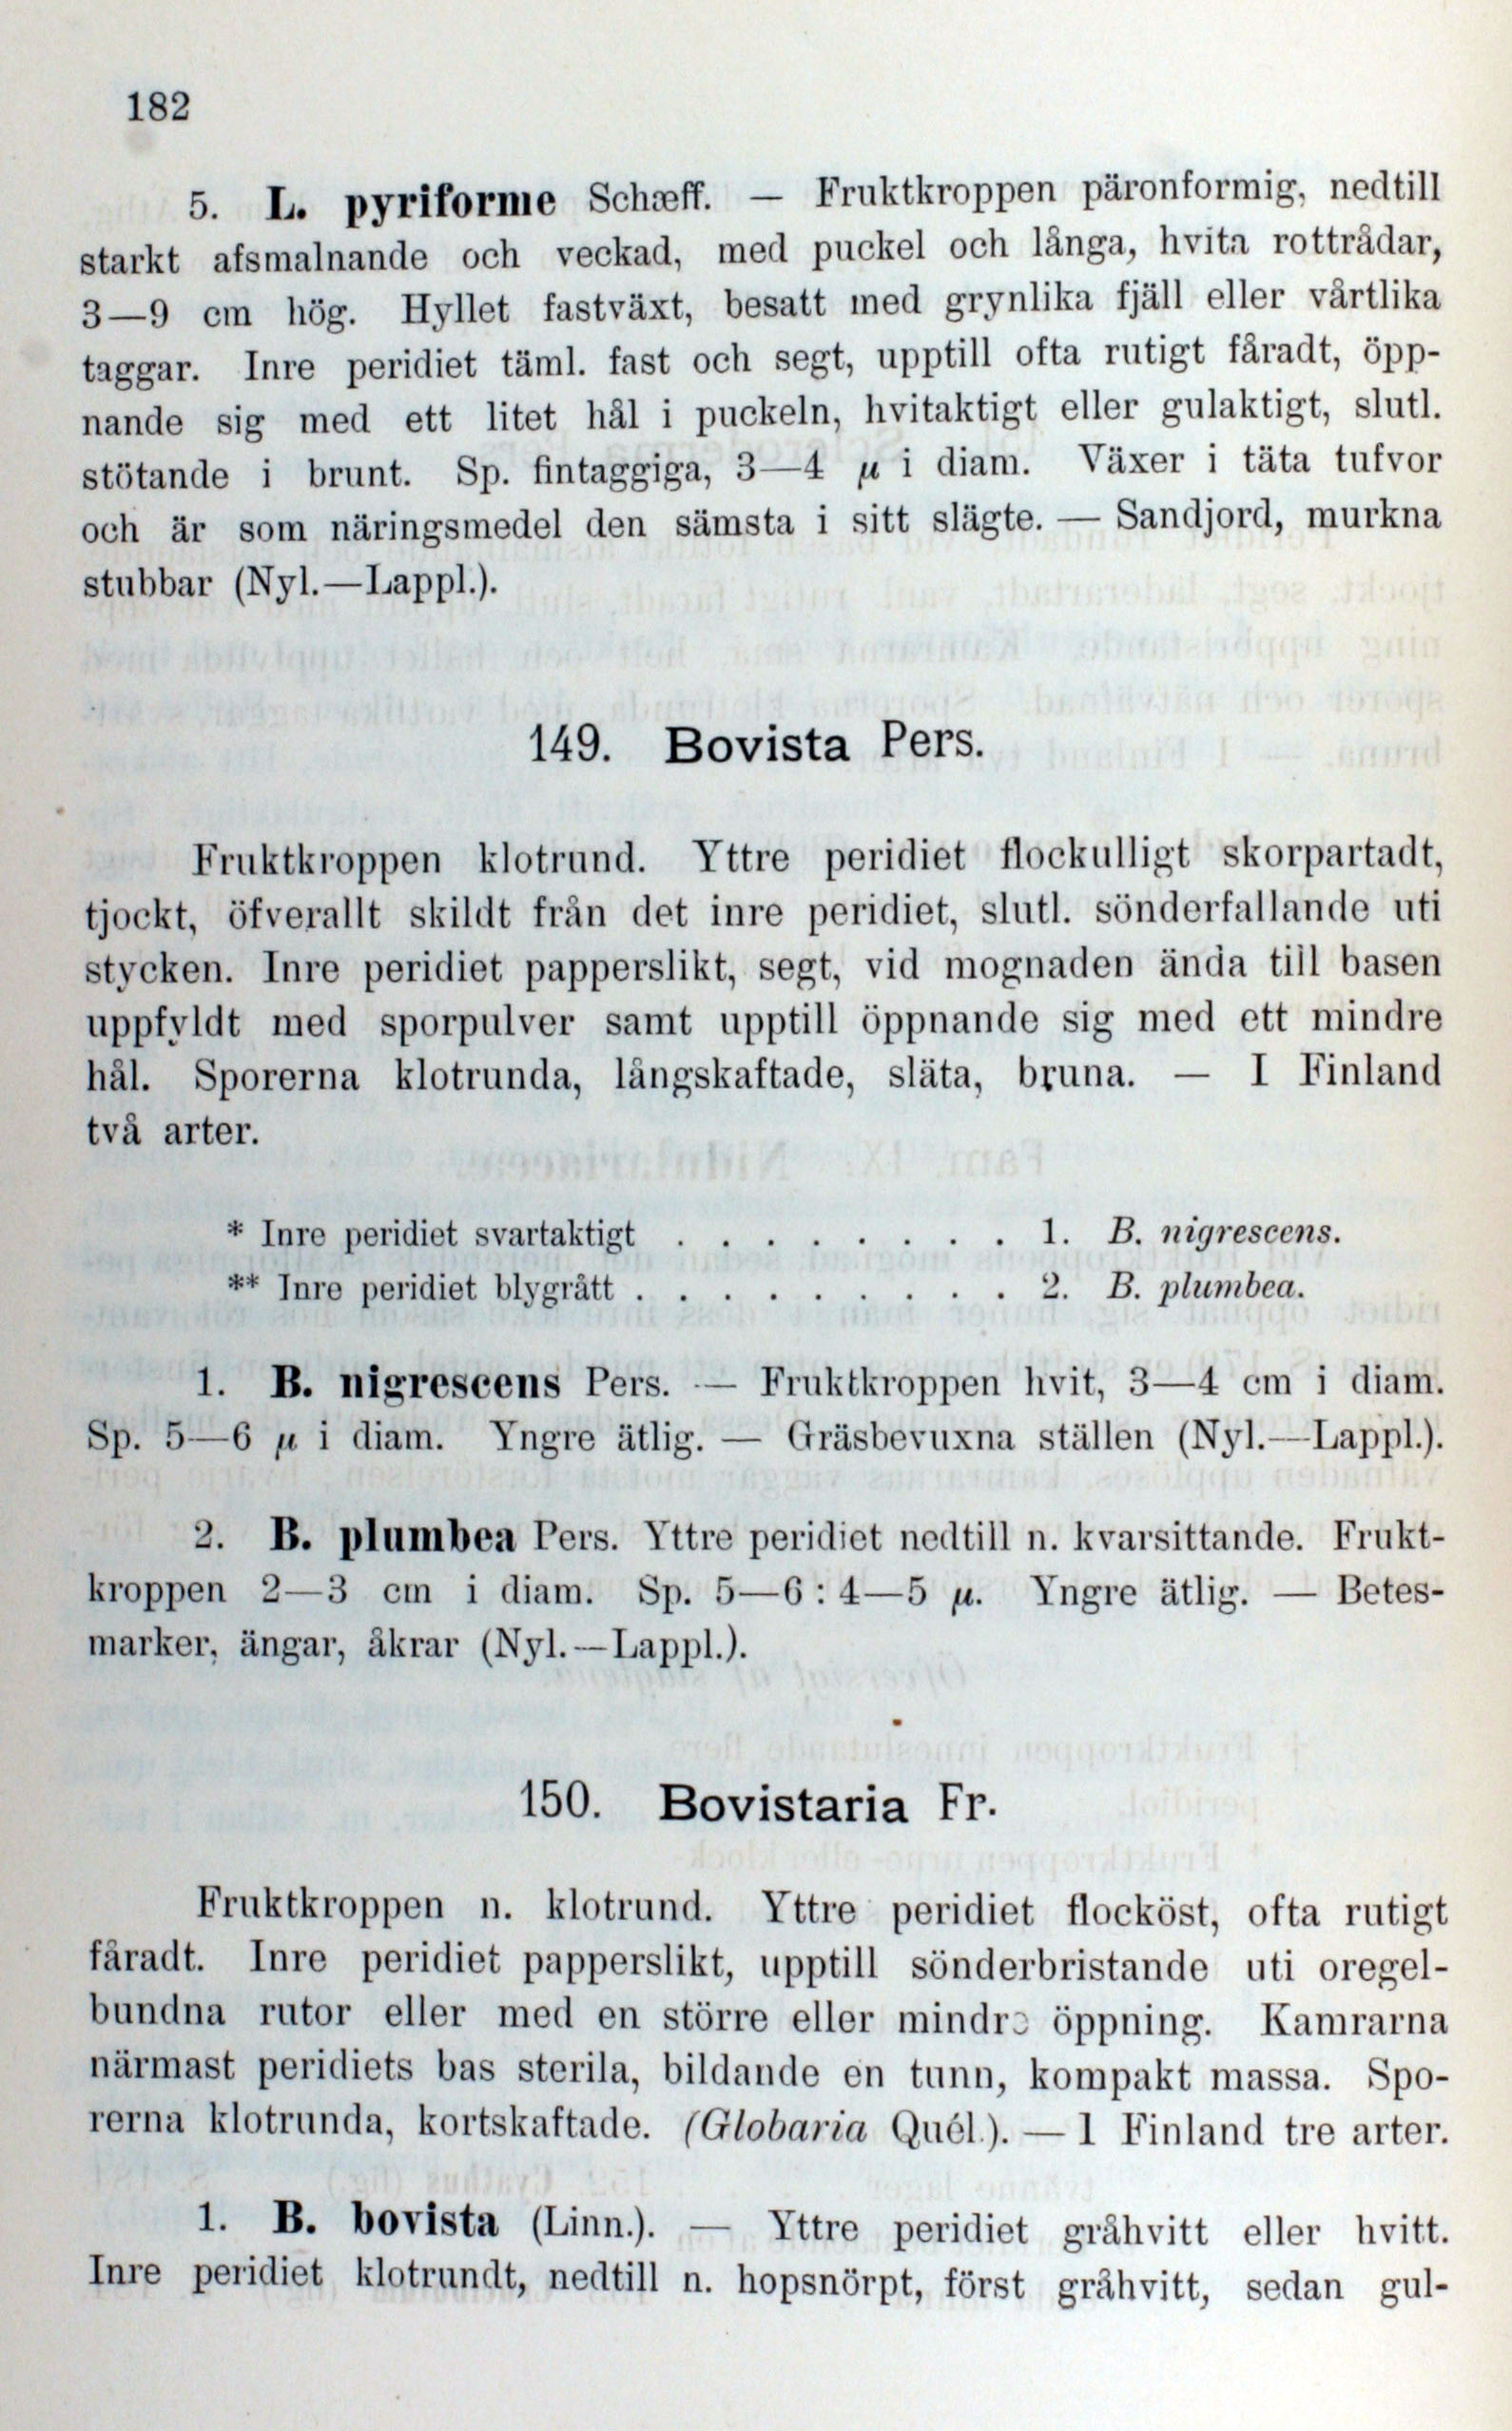 182
5. L. pyriforme Schæff. — Fruktkroppen päronformig, nedtill
starkt afsmalnande och veckad, med puckel och långa, hvita rottrådar,
3—9 cm hög. Hyllet fastväxt, besatt med grynlika fjäll eller vårtlika
taggar. Inre peridiet täml. fast och segt, upptill ofta rutigt fåradt, öpp-
nande sig med ett litet hål i puckeln, hvitaktigt eller gulaktigt, slutl.
stötande i brunt. Sp. fintaggiga, 3—4 µ i diam. Växer i täta tufvor
och är som näringsmedel den sämsta i sitt slägte. — Sandjord, murkna
stubbar (Nyl.—Lappl.).
149. Bovista Pers.
Fruktkroppen klotrund. Yttre peridiet flockulligt skorpartadt,
tjockt, öfverallt skildt från det inre peridiet, slutl. sönderfallande uti
stycken. Inre peridiet papperslikt, segt, vid mognaden ända till basen
uppfyldt med sporpulver samt upptill öppnande sig med ett mindre
hål. Sporerna klotrunda, långskaftade, släta, bruna. — I Finland
två arter.
* Inre peridiet svartaktigt . . . . . . . . 1. B. nigrescens.
** Inre peridiet blygrått . . . . . . . . . 2. B. plumbea.
1. B. nigrescens Pers. — Fruktkroppen hvit, 3—4 cm i diam.
Sp. 5—6 µ i diam. Yngre ätlig. — Gräsbevuxna ställen (Nyl.—Lappl.).
2. B. plumbea Pers. Yttre peridiet nedtill n. kvarsittande. Frukt-
kroppen 2—3 cm i diam. Sp. 5—6 : 4—5 µ. Yngre ätlig. — Betes-
marker, ängar, åkrar (Nyl.—Lappl.).
150. Bovistaria Fr.
Fruktkroppen n. klotrund. Yttre peridiet flocköst, ofta rutigt
fåradt. Inre peridiet papperslikt, upptill sönderbristande uti oregel-
bundna rutor eller med en större eller mindre öppning. Kamrarna
närmast peridiets bas sterila, bildande en tunn, kompakt massa. Spo-
rerna klotrunda, kortskaftade. (Globaria Quél.). — I Finland tre arter.
1. B. bovista (Linn.). — Yttre peridiet gråhvitt eller hvitt.
Inre peridiet klotrundt, nedtill n. hopsnörpt, först gråhvitt, sedan gul-